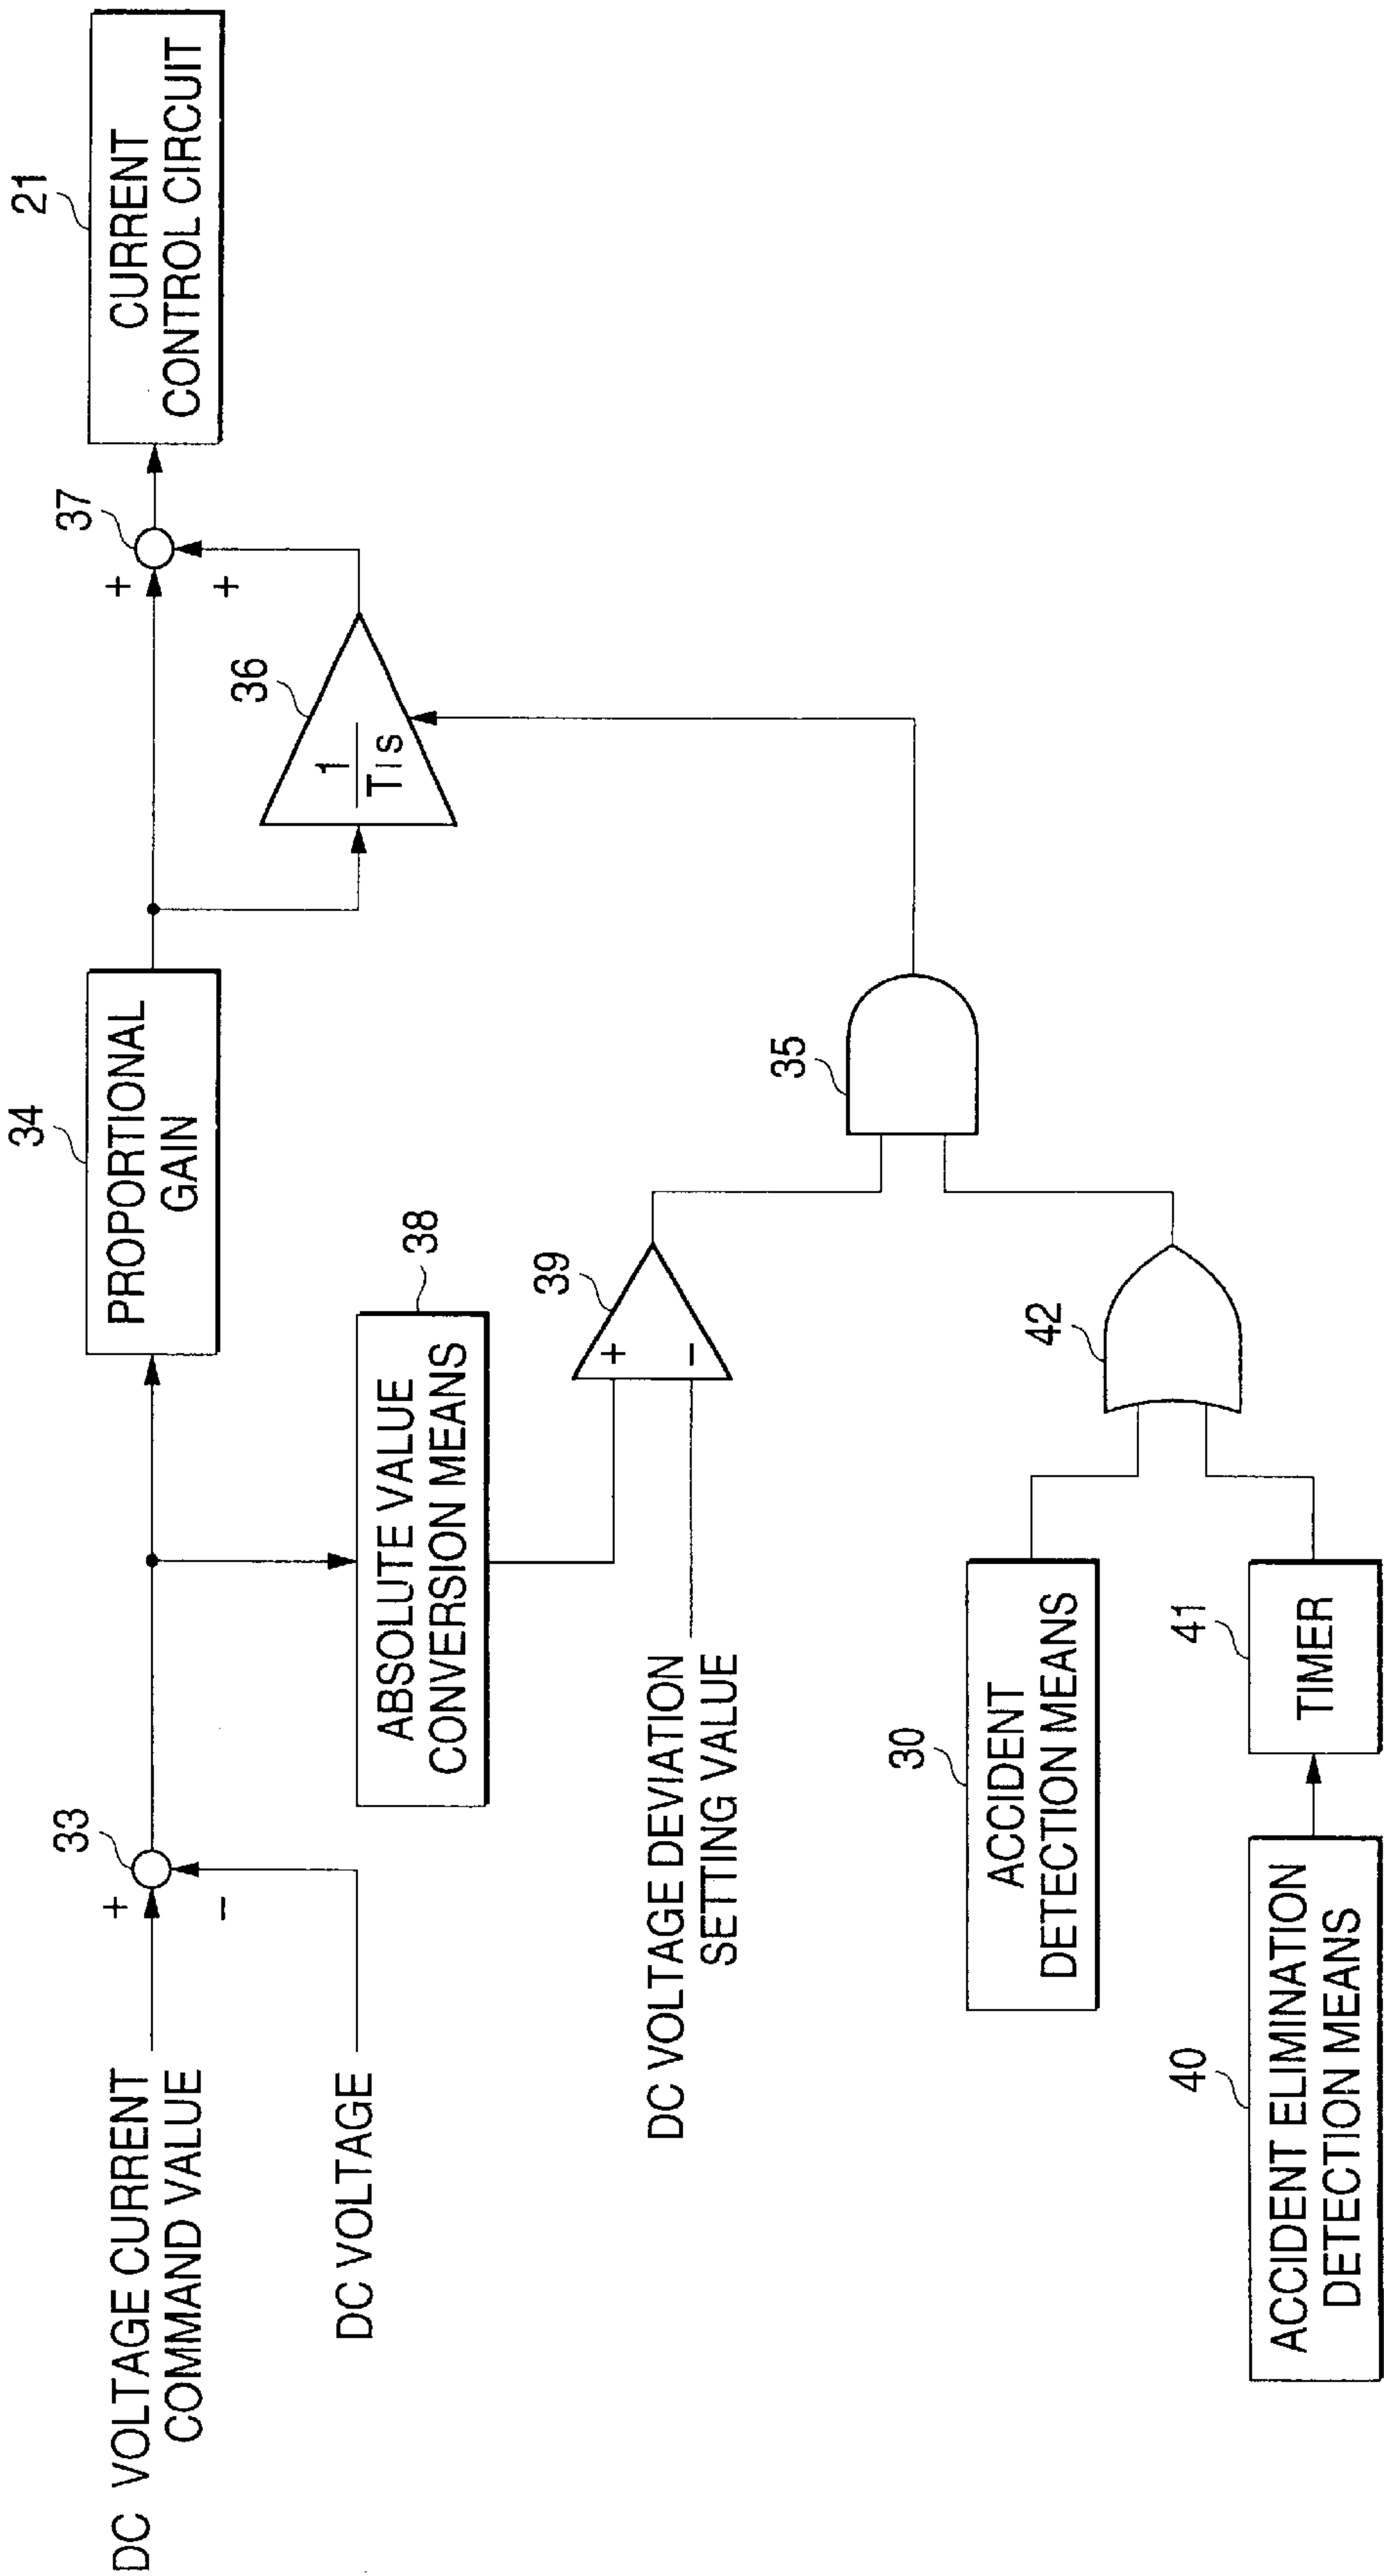 DC VOLTAGE CURRENT
COMMAND VALUE
+
−
33
DC VOLTAGE
34
PROPORTIONAL
GAIN
36
1
TIS
+
+
37
21
CURRENT
CONTROL CIRCUIT
38
ABSOLUTE VALUE
CONVERSION MEANS
DC VOLTAGE DEVIATION
SETTING VALUE
39
+
−
35
30
ACCIDENT
DETECTION MEANS
42
40
ACCIDENT ELIMINATION
DETECTION MEANS
41
TIMER